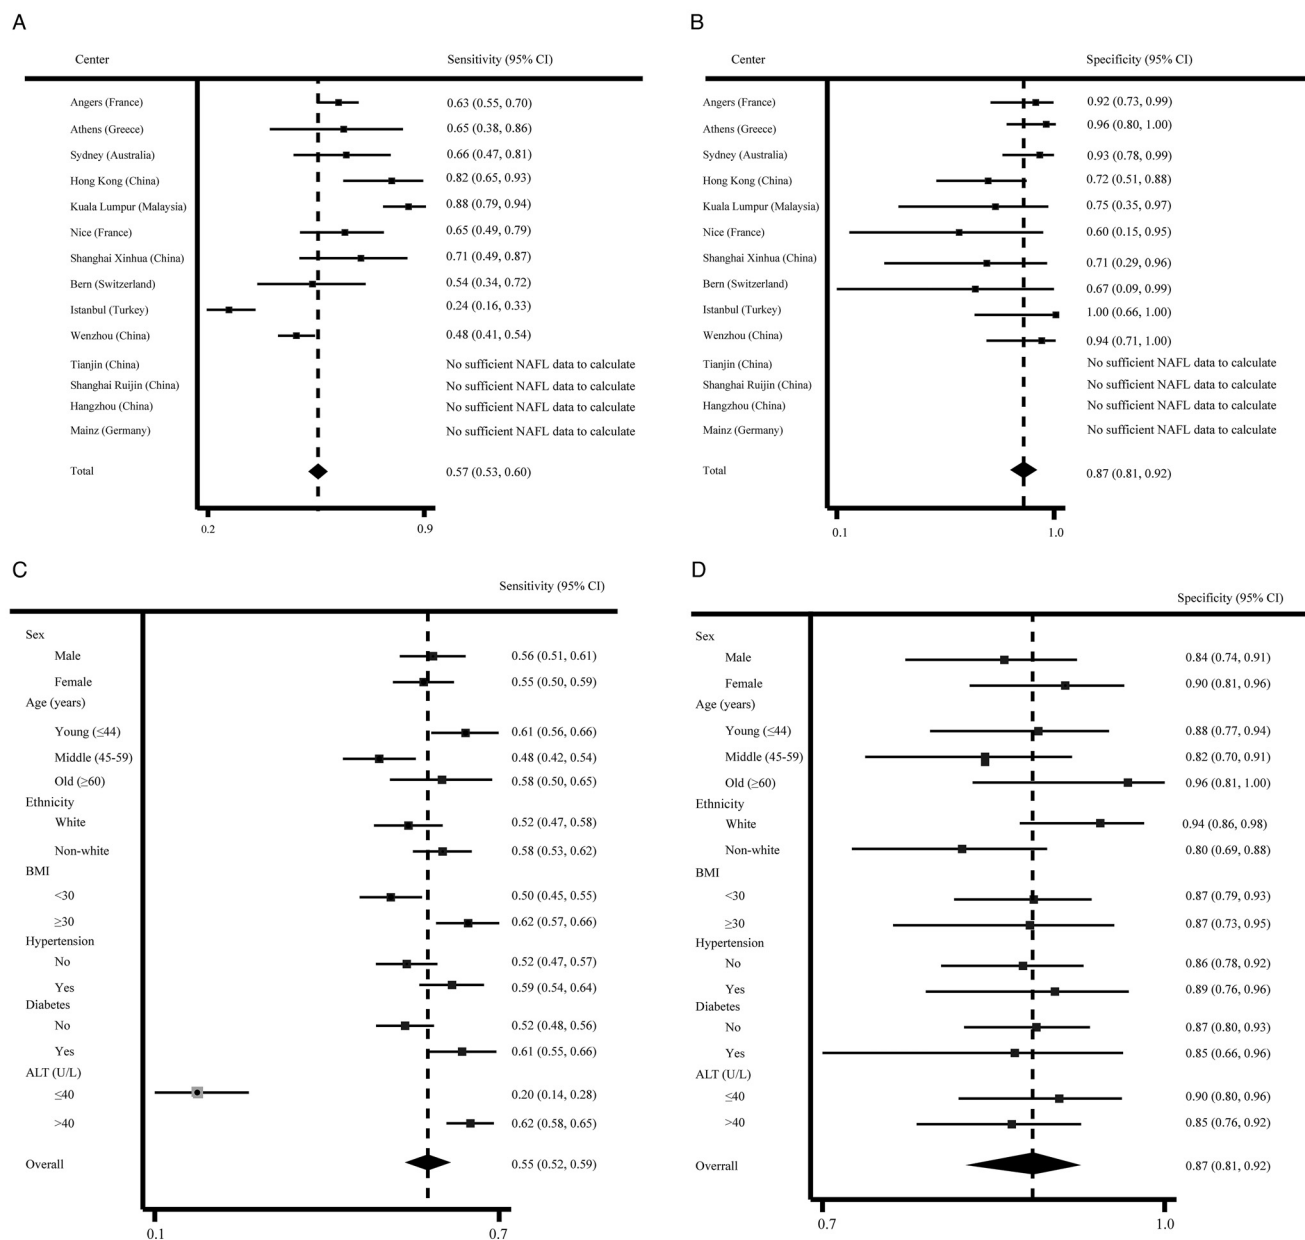 A
Center Sensitivity (95% CI)
Angers (France) 0.63 (0.55, 0.70)
Athens (Greece) 0.65 (0.38, 0.86)
Sydney (Australia) 0.66 (0.47, 0.81)
Hong Kong (China) 0.82 (0.65, 0.93)
Kuala Lumpur (Malaysia) 0.88 (0.79, 0.94)
Nice (France) 0.65 (0.49, 0.79)
Shanghai Xinhua (China) 0.71 (0.49, 0.87)
Bern (Switzerland) 0.54 (0.34, 0.72)
Istanbul (Turkey) 0.24 (0.16, 0.33)
Wenzhou (China) 0.48 (0.41, 0.54)
Tianjin (China) No sufficient NAFL data to calculate
Shanghai Ruijin (China) No sufficient NAFL data to calculate
Hangzhou (China) No sufficient NAFL data to calculate
Mainz (Germany) No sufficient NAFL data to calculate
Total 0.57 (0.53, 0.60)
0.2 0.9
B
Center Specificity (95% CI)
Angers (France) 0.92 (0.73, 0.99)
Athens (Greece) 0.96 (0.80, 1.00)
Sydney (Australia) 0.93 (0.78, 0.99)
Hong Kong (China) 0.72 (0.51, 0.88)
Kuala Lumpur (Malaysia) 0.75 (0.35, 0.97)
Nice (France) 0.60 (0.15, 0.95)
Shanghai Xinhua (China) 0.71 (0.29, 0.96)
Bern (Switzerland) 0.67 (0.09, 0.99)
Istanbul (Turkey) 1.00 (0.66, 1.00)
Wenzhou (China) 0.94 (0.71, 1.00)
Tianjin (China) No sufficient NAFL data to calculate
Shanghai Ruijin (China) No sufficient NAFL data to calculate
Hangzhou (China) No sufficient NAFL data to calculate
Mainz (Germany) No sufficient NAFL data to calculate
Total 0.87 (0.81, 0.92)
0.1 1.0
C
Sensitivity (95% CI)
Sex
Male 0.56 (0.51, 0.61)
Female 0.55 (0.50, 0.59)
Age (years)
Young (≤44) 0.61 (0.56, 0.66)
Middle (45-59) 0.48 (0.42, 0.54)
Old (≥60) 0.58 (0.50, 0.65)
Ethnicity
White 0.52 (0.47, 0.58)
Non-white 0.58 (0.53, 0.62)
BMI
<30 0.50 (0.45, 0.55)
≥30 0.62 (0.57, 0.66)
Hypertension
No 0.52 (0.47, 0.57)
Yes 0.59 (0.54, 0.64)
Diabetes
No 0.52 (0.48, 0.56)
Yes 0.61 (0.55, 0.66)
ALT (U/L)
≤40 0.20 (0.14, 0.28)
>40 0.62 (0.58, 0.65)
Overall 0.55 (0.52, 0.59)
0.1 0.7
D
Specificity (95% CI)
Sex
Male 0.84 (0.74, 0.91)
Female 0.90 (0.81, 0.96)
Age (years)
Young (≤44) 0.88 (0.77, 0.94)
Middle (45-59) 0.82 (0.70, 0.91)
Old (≥60) 0.96 (0.81, 1.00)
Ethnicity
White 0.94 (0.86, 0.98)
Non-white 0.80 (0.69, 0.88)
BMI
<30 0.87 (0.79, 0.93)
≥30 0.87 (0.73, 0.95)
Hypertension
No 0.86 (0.78, 0.92)
Yes 0.89 (0.76, 0.96)
Diabetes
No 0.87 (0.80, 0.93)
Yes 0.85 (0.66, 0.96)
ALT (U/L)
≤40 0.90 (0.80, 0.96)
>40 0.85 (0.76, 0.92)
Overrall 0.87 (0.81, 0.92)
0.7 1.0